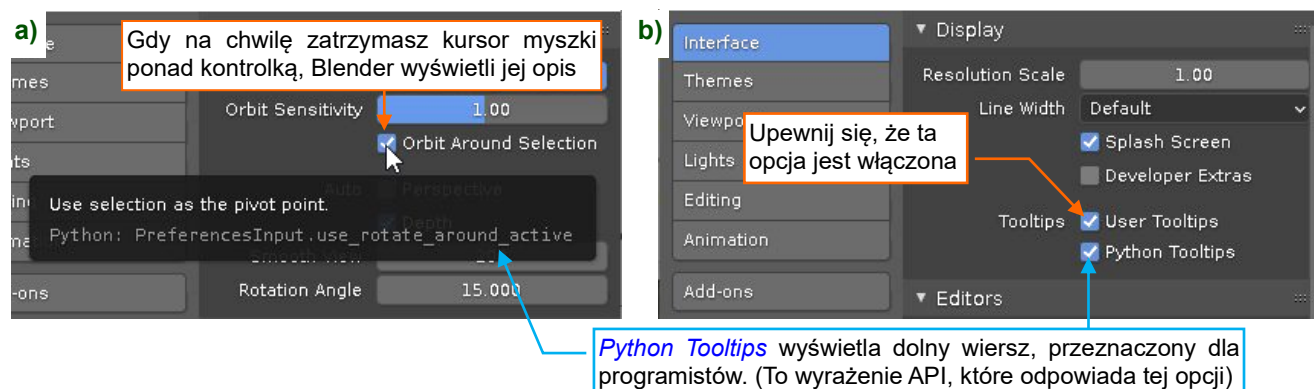 a)
Gdy na chwilę zatrzymasz kursor myszki
ponad kontrolką, Blender wyświetli jej opis
e
mes
wport
Orbit Sensitivity 1.00
Orbit Around Selection
nts
Auto Perspective
Depth
Use selection as the pivot point.
Python: PreferencesInput.use_rotate_around_active
Smooth View
-ons
Rotation Angle 15.000
b)
Interface
Themes
Viewpo
Lights
Editing
Animation
Add-ons
▼ Display
Resolution Scale 1.00
Line Width Default
Splash Screen
Developer Extras
Tooltips User Tooltips
Python Tooltips
▼ Editors
Upewnij się, że ta
opcja jest włączona
Python Tooltips wyświetla dolny wiersz, przeznaczony dla
programistów. (To wyrażenie API, które odpowiada tej opcji)